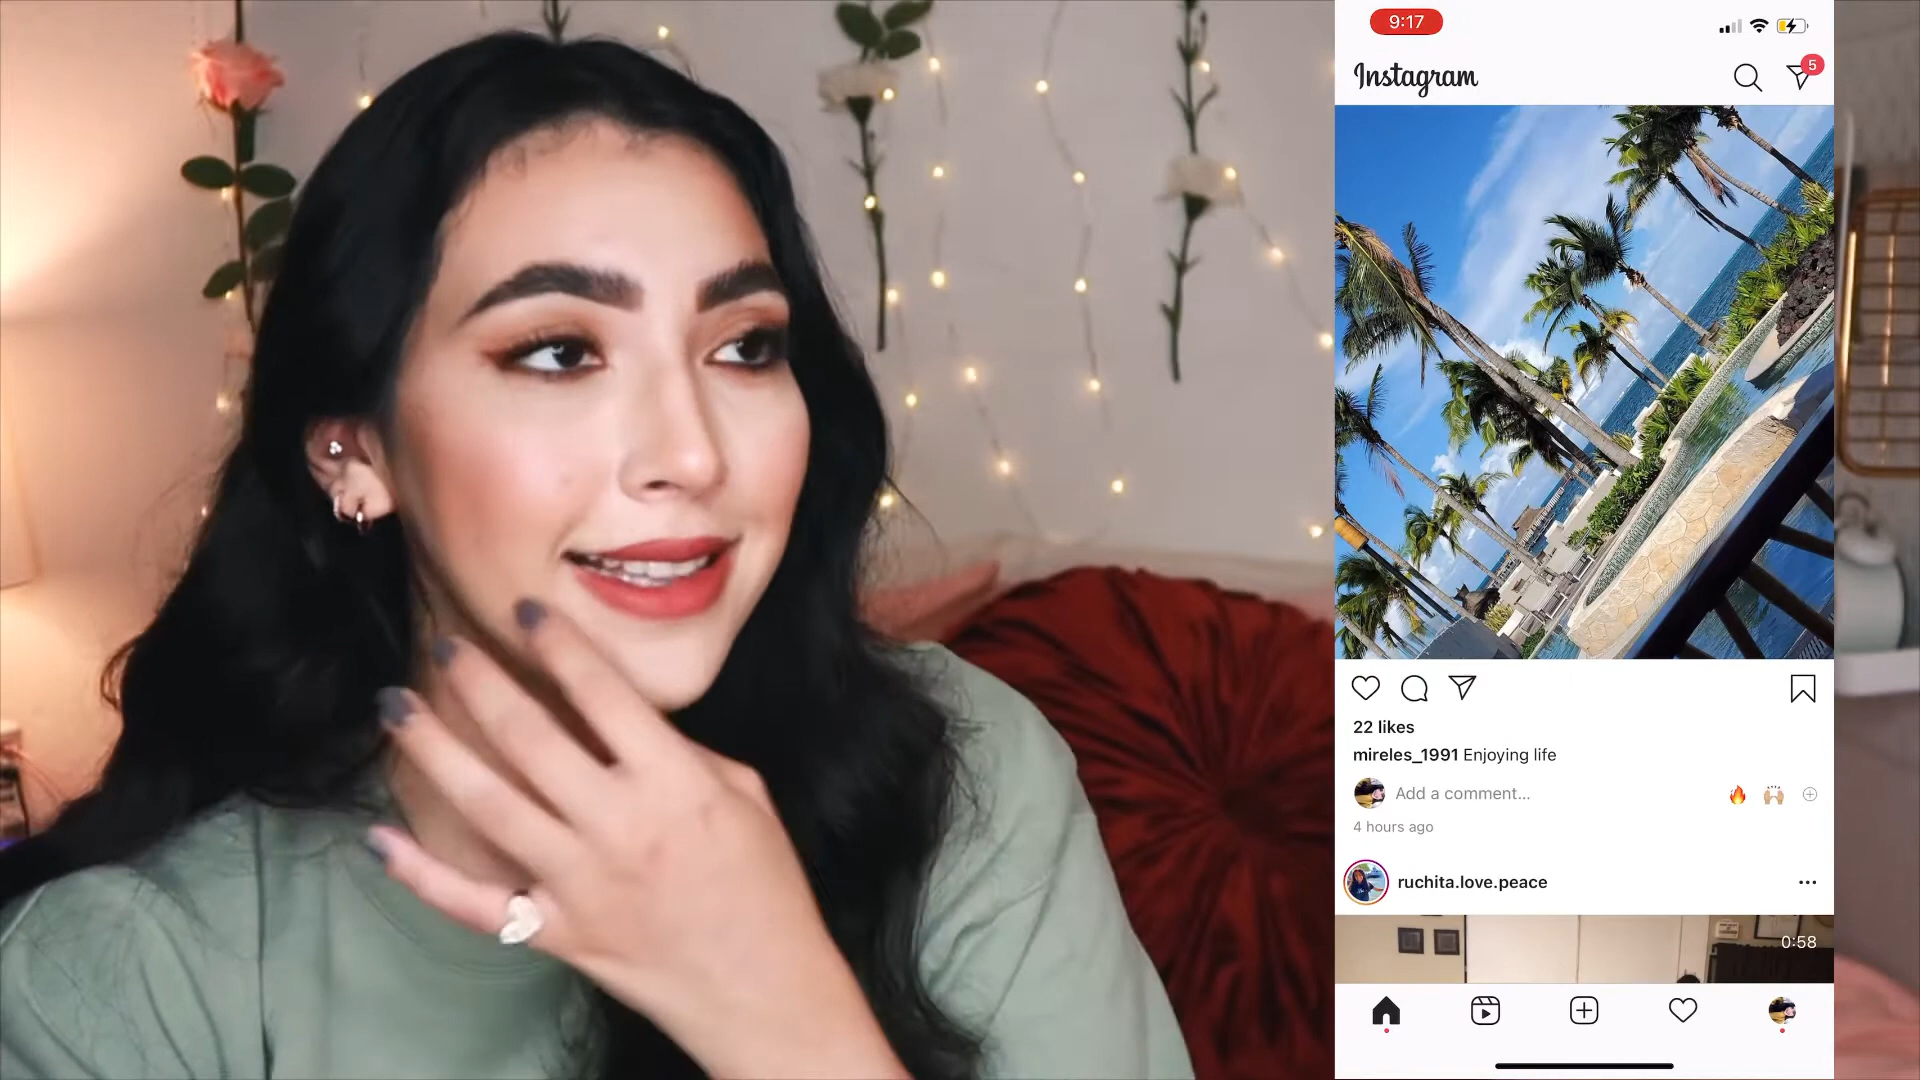 9:17
Instagram
5
22 likes
mireles_1991 Enjoying life
Add a comment...
4 hours ago
ruchita.love.peace
0:58